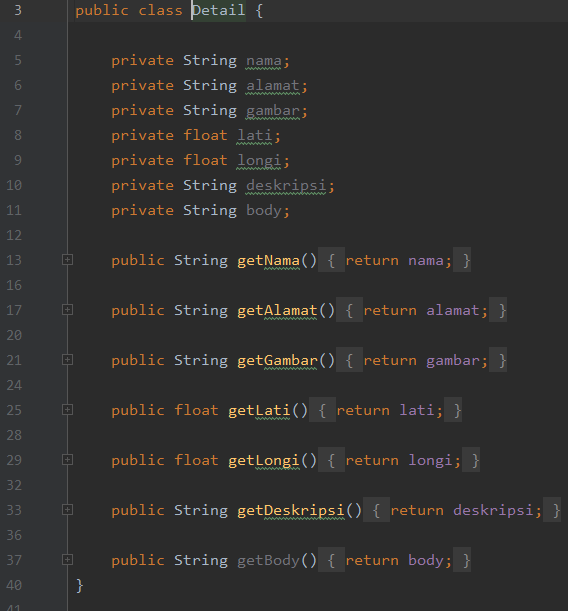 3 public class Detail {
4
5 private String nama;
6 private String alamat;
7 private String gambar;
8 private float lati;
9 private float longi;
10 private String deskripsi;
11 private String body;
12
13 public String getNama() { return nama; }
16
17 public String getAlamat() { return alamat; }
20
21 public String getGambar() { return gambar; }
24
25 public float getLati() { return lati; }
28
29 public float getLongi() { return longi; }
32
33 public String getDeskripsi() { return deskripsi; }
36
37 public String getBody() { return body; }
40 }
41